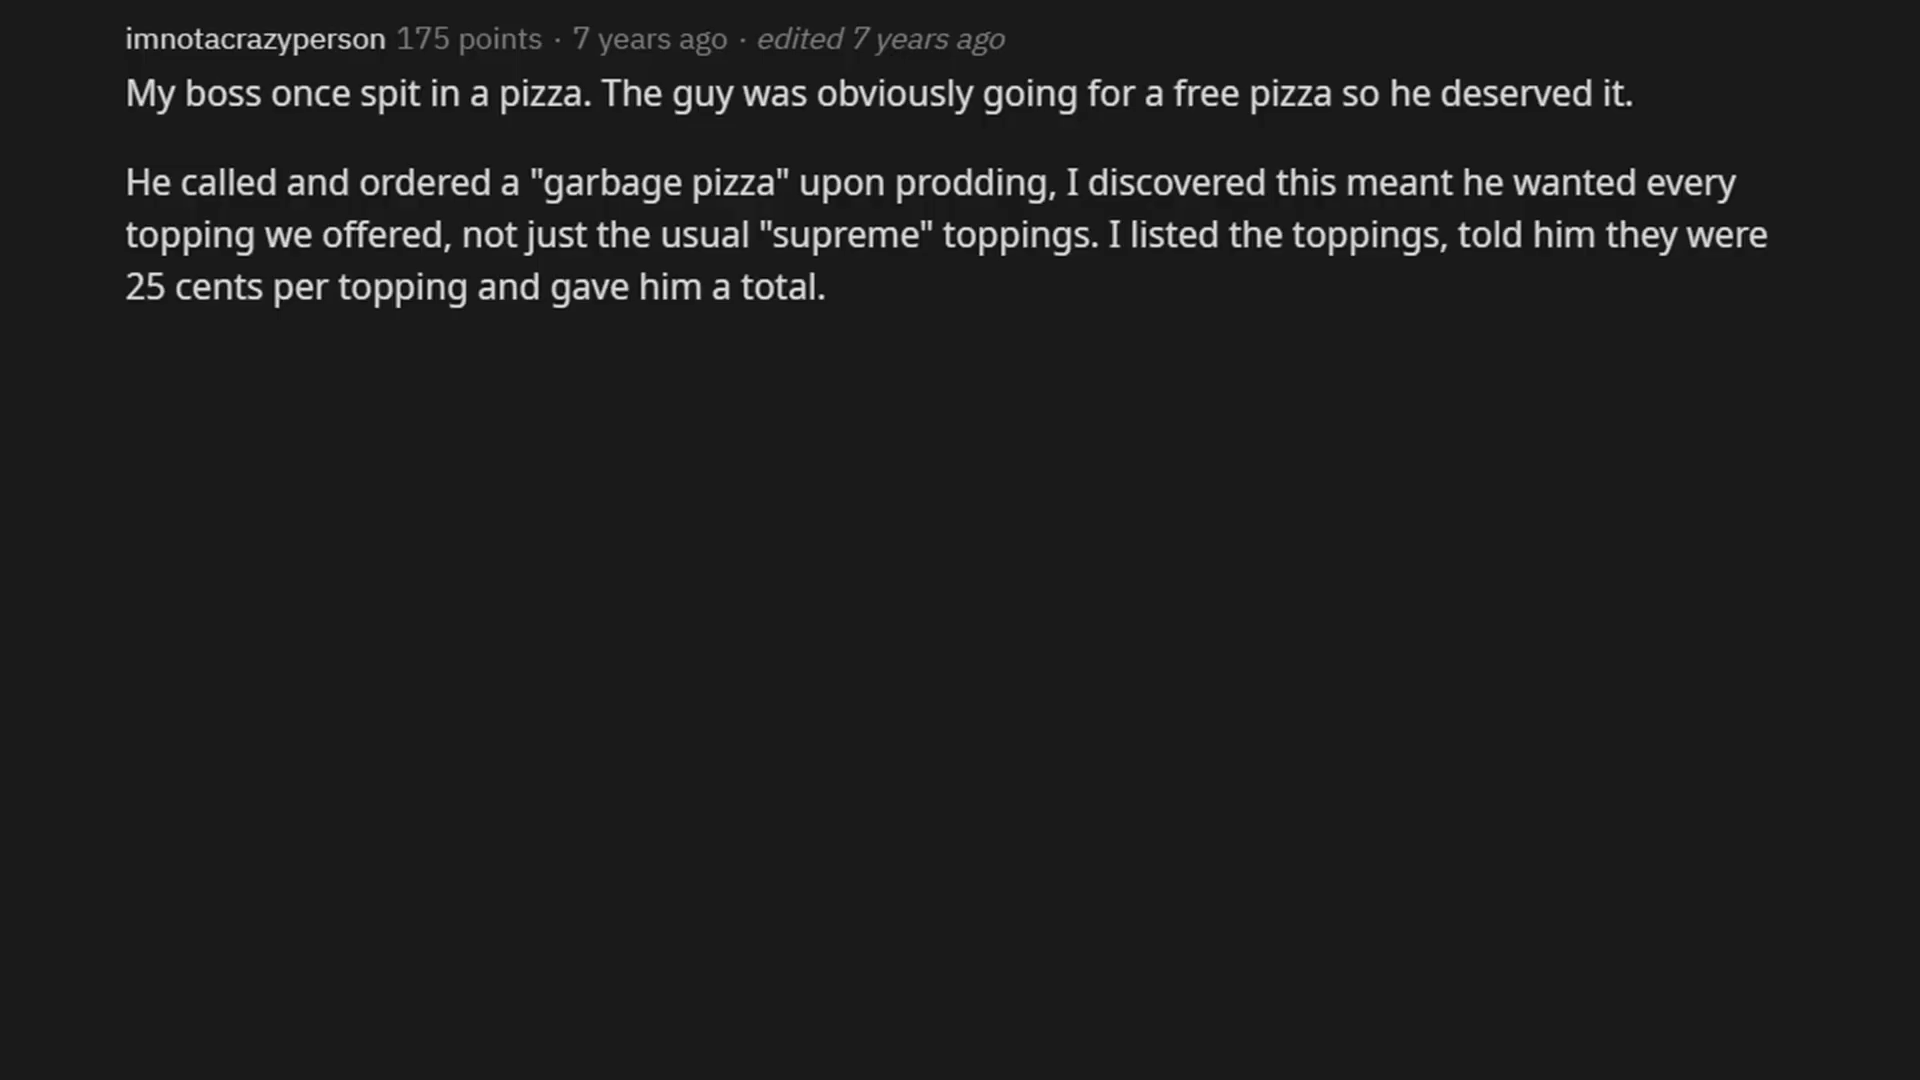 imnotacrazyperson 175 points · 7 years ago · edited 7 years ago
My boss once spit in a pizza. The guy was obviously going for a free pizza so he deserved it.
He called and ordered a "garbage pizza" upon prodding, I discovered this meant he wanted every
topping we offered, not just the usual "supreme" toppings. I listed the toppings, told him they were
25 cents per topping and gave him a total.